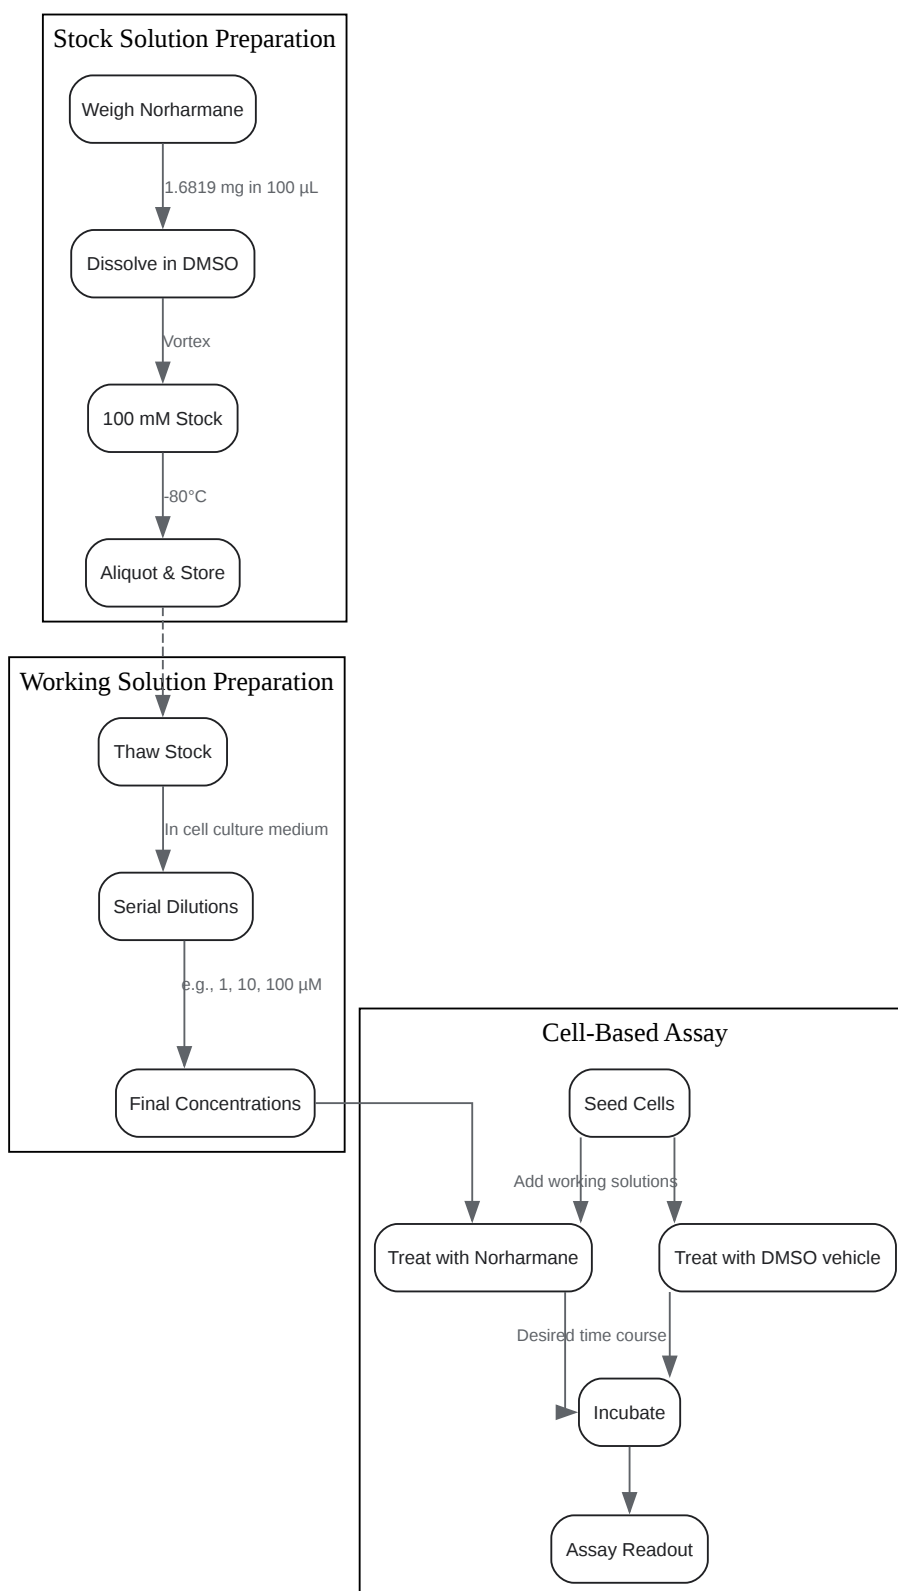 Stock Solution Preparation
Weigh Norharmane
1.6819 mg in 100 µL
Dissolve in DMSO
Vortex
100 mM Stock
-80°C
Aliquot & Store
Working Solution Preparation
Thaw Stock
In cell culture medium
Serial Dilutions
e.g., 1, 10, 100 µM
Final Concentrations
Cell-Based Assay
Seed Cells
Add working solutions
Treat with Norharmane
Treat with DMSO vehicle
Desired time course
Incubate
Assay Readout